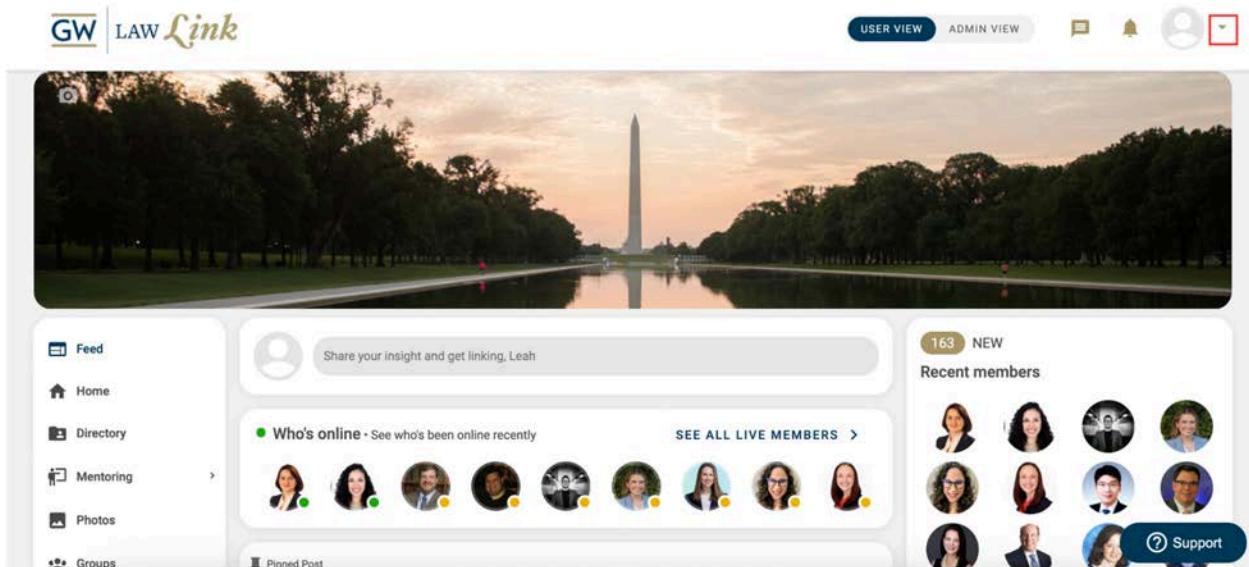 GW LAW Link
USER VIEW ADMIN VIEW
Feed
Home
Directory
Mentoring
Photos
Groups
Share your insight and get linking, Leah
Who's online • See who's been online recently
SEE ALL LIVE MEMBERS
Pinned Post
163 NEW
Recent members
Support